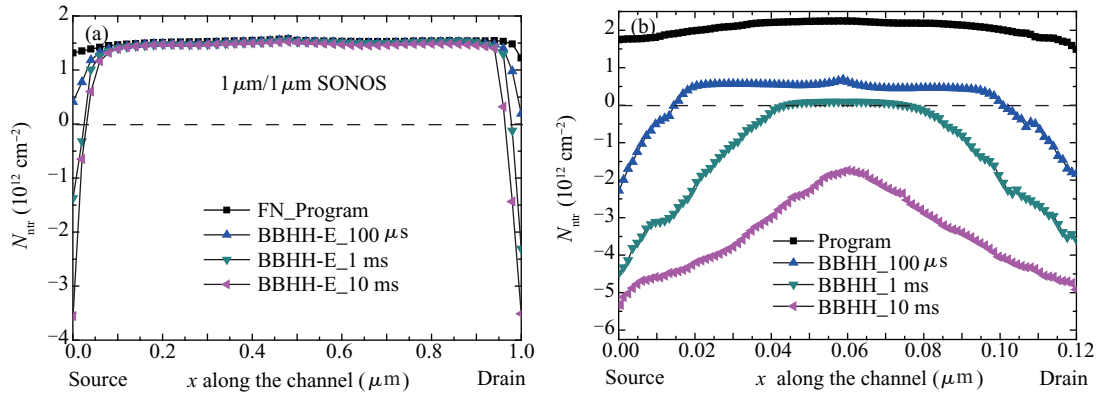 (a)
1 μm/1 μm SONOS
FN_Program
BBHH-E_100 μs
BBHH-E_1 ms
BBHH-E_10 ms
2
1
0
−1
−2
−3
−4
N_ntr (10^12 cm^−2)
0.0 0.2 0.4 0.6 0.8 1.0
Source x along the channel (μm) Drain
(b)
Program
BBHH_100 μs
BBHH_1 ms
BBHH_10 ms
2
1
0
−1
−2
−3
−4
−5
−6
N_ntr (10^12 cm^−2)
0.00 0.02 0.04 0.06 0.08 0.10 0.12
Source x along the channel (μm) Drain